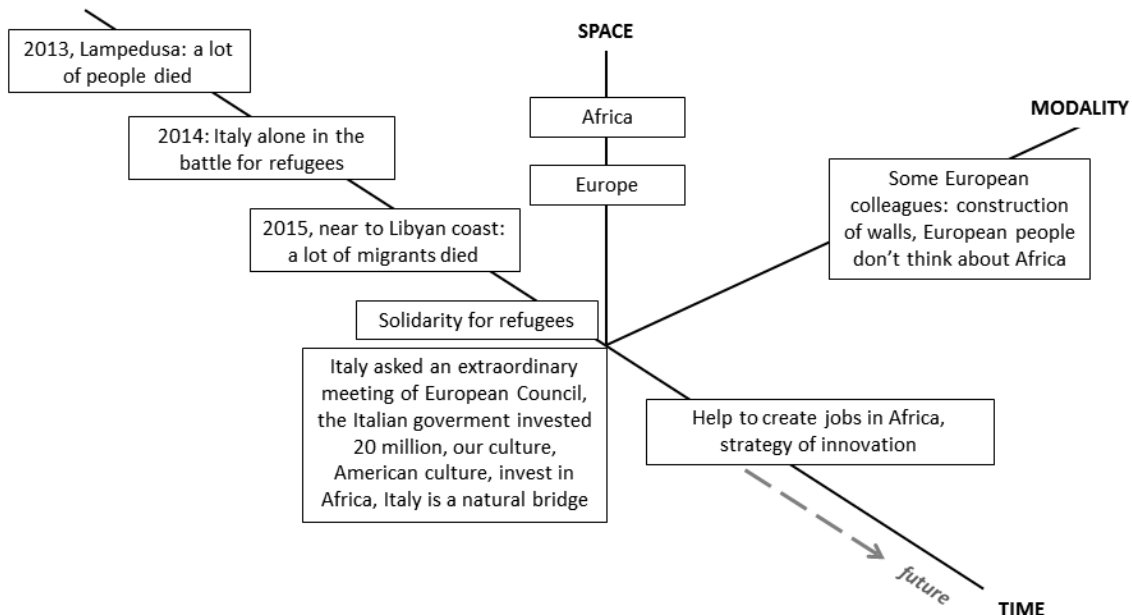 2013, Lampedusa: a lot
of people died
SPACE
Africa
MODALITY
2014: Italy alone in the
battle for refugees
Europe
Some European
colleagues: construction
of walls, European people
don't think about Africa
2015, near to Libyan coast:
a lot of migrants died
Solidarity for refugees
Italy asked an extraordinary
meeting of European Council,
the Italian goverment invested
20 million, our culture,
American culture, invest in
Africa, Italy is a natural bridge
Help to create jobs in Africa,
strategy of innovation
future
TIME